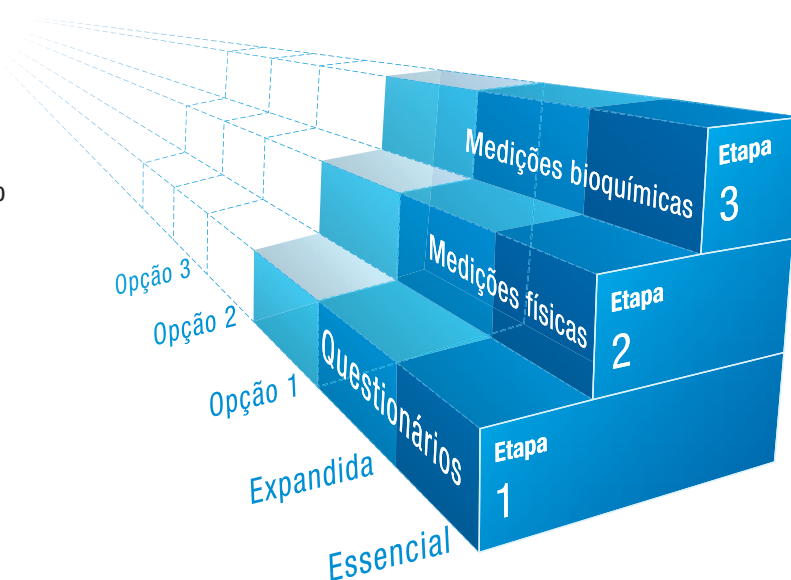 Medições bioquímicas
Etapa
3
o
Medições físicas
Etapa
2
Opção 3
Opção 2
Questionários
Opção 1
Etapa
1
Expandida
Essencial